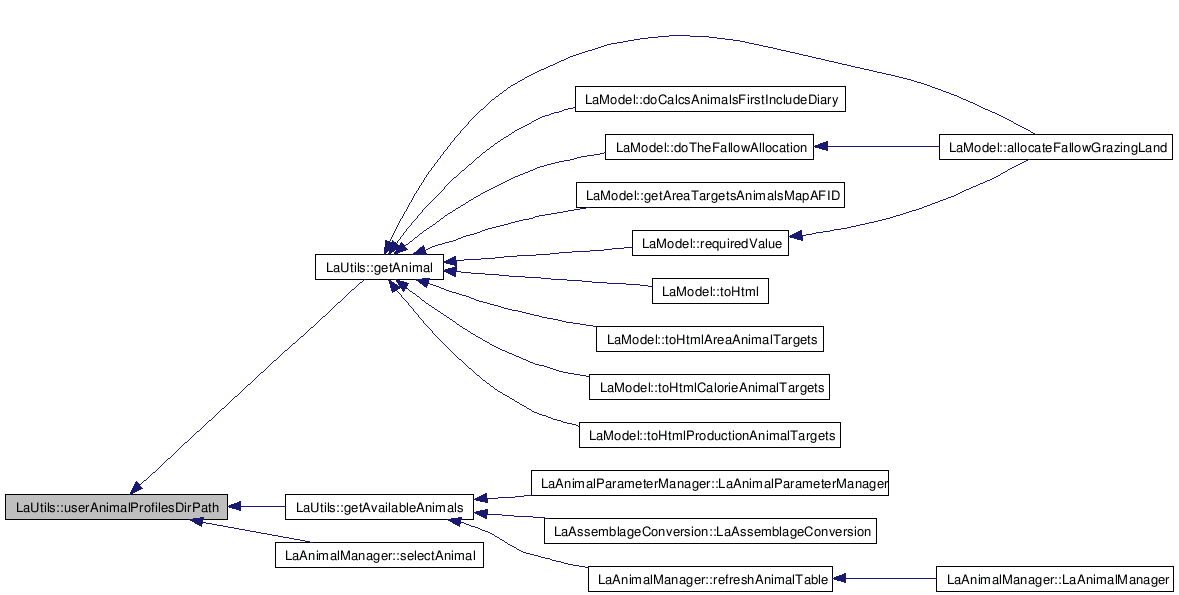 LaModel::doCalcsAnimalsFirstIncludeDiary
LaModel::doTheFallowAllocation
LaModel::allocateFallowGrazingLand
LaModel::getAreaTargetsAnimalsMapAFID
LaModel::requiredValue
LaUtils::getAnimal
LaModel::toHtml
LaModel::toHtmlAreaAnimalTargets
LaModel::toHtmlCalorieAnimalTargets
LaModel::toHtmlProductionAnimalTargets
LaAnimalParameterManager::LaAnimalParameterManager
LaUtils::userAnimalProfilesDirPath
LaUtils::getAvailableAnimals
LaAssemblageConversion::LaAssemblageConversion
LaAnimalManager::selectAnimal
LaAnimalManager::refreshAnimalTable
LaAnimalManager::LaAnimalManager